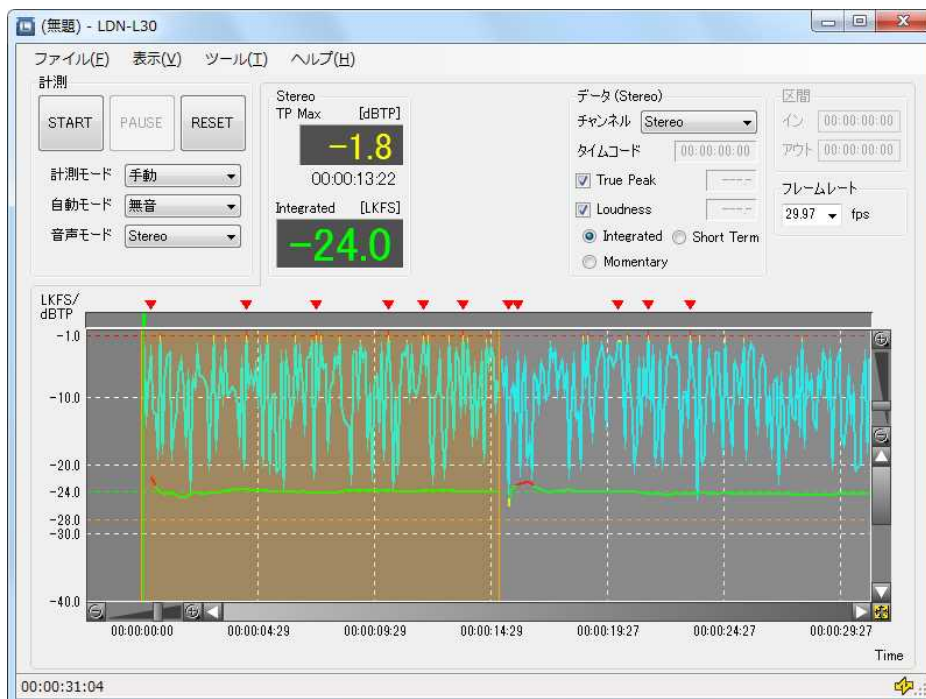 (無題) - LDN-L30
ファイル(F) 表示(V) ツール(T) ヘルプ(H)
計測
START PAUSE RESET
計測モード 手動
自動モード 無音
音声モード Stereo
Stereo
TP Max [dBTP]
-1.8
00:00:13:22
Integrated [LKFS]
-24.0
データ(Stereo)
チャンネル Stereo
タイムコード 00:00:00:00
True Peak ----
Loudness ----
Integrated Short Term
Momentary
区間
イン 00:00:00:00
アウト 00:00:00:00
フレームレート
29.97 fps
LKFS/
dBTP
-1.0
-10.0
-20.0
-24.0
-28.0
-30.0
-40.0
00:00:00:00 00:00:04:29 00:00:09:29 00:00:14:29 00:00:19:27 00:00:24:27 00:00:29:27
Time
00:00:31:04